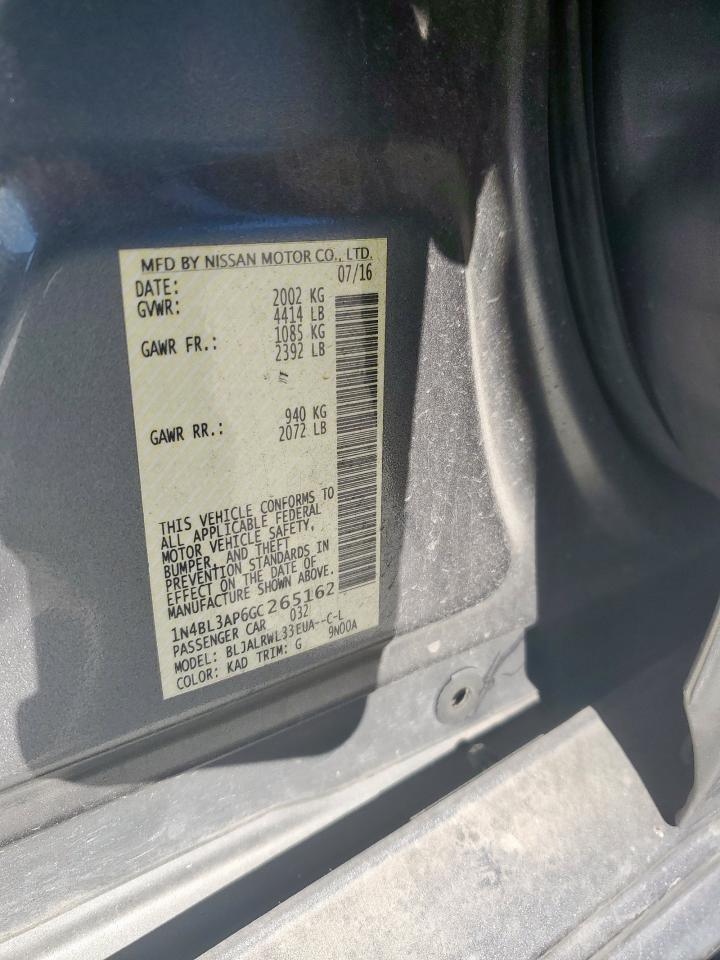 MFD BY NISSAN MOTOR CO., LTD.
DATE: 07/16
GVWR: 2002 KG
4414 LB
GAWR FR.: 1085 KG
2392 LB
GAWR RR.: 940 KG
2072 LB
THIS VEHICLE CONFORMS TO
ALL APPLICABLE FEDERAL
MOTOR VEHICLE SAFETY,
BUMPER, AND THEFT
PREVENTION STANDARDS IN
EFFECT ON THE DATE OF
MANUFACTURE SHOWN ABOVE.
1N4BL3AP6GC265162
PASSENGER CAR 032
MODEL: BLJALRWL33EUA--C-L
COLOR: KAD TRIM: G 9N00A